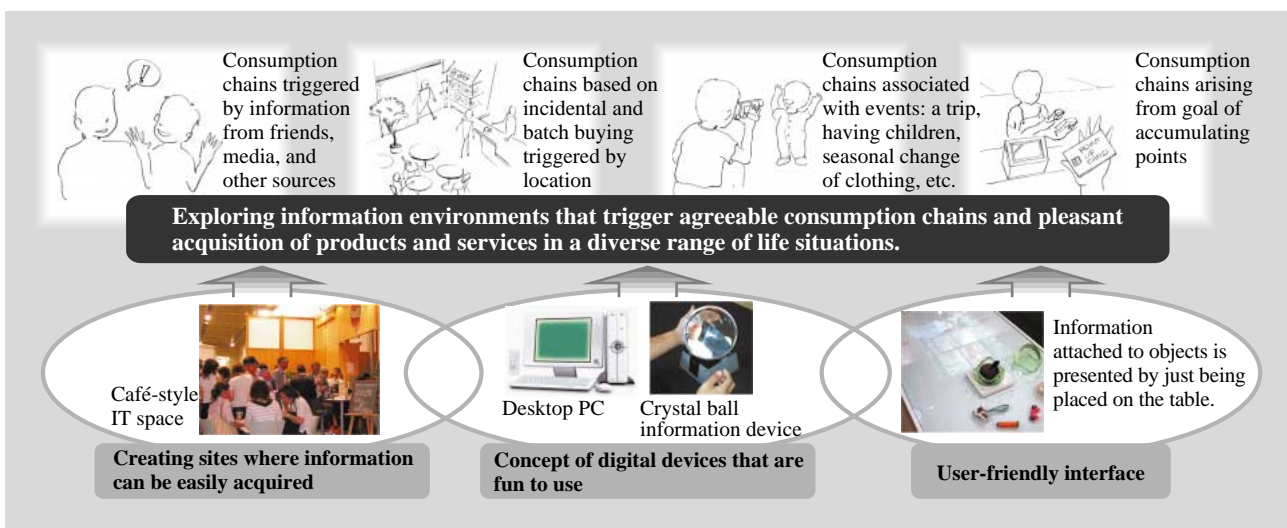 Consumption
chains triggered
by information
from friends,
media, and
other sources
Consumption
chains based on
incidental and
batch buying
triggered by
location
Consumption
chains associated
with events: a trip,
having children,
seasonal change
of clothing, etc.
Consumption
chains arising
from goal of
accumulating
points
Exploring information environments that trigger agreeable consumption chains and pleasant
acquisition of products and services in a diverse range of life situations.
Café-style
IT space
Desktop PC
Crystal ball
information device
Information
attached to objects is
presented by just being
placed on the table.
Creating sites where information
can be easily acquired
Concept of digital devices that are
fun to use
User-friendly interface